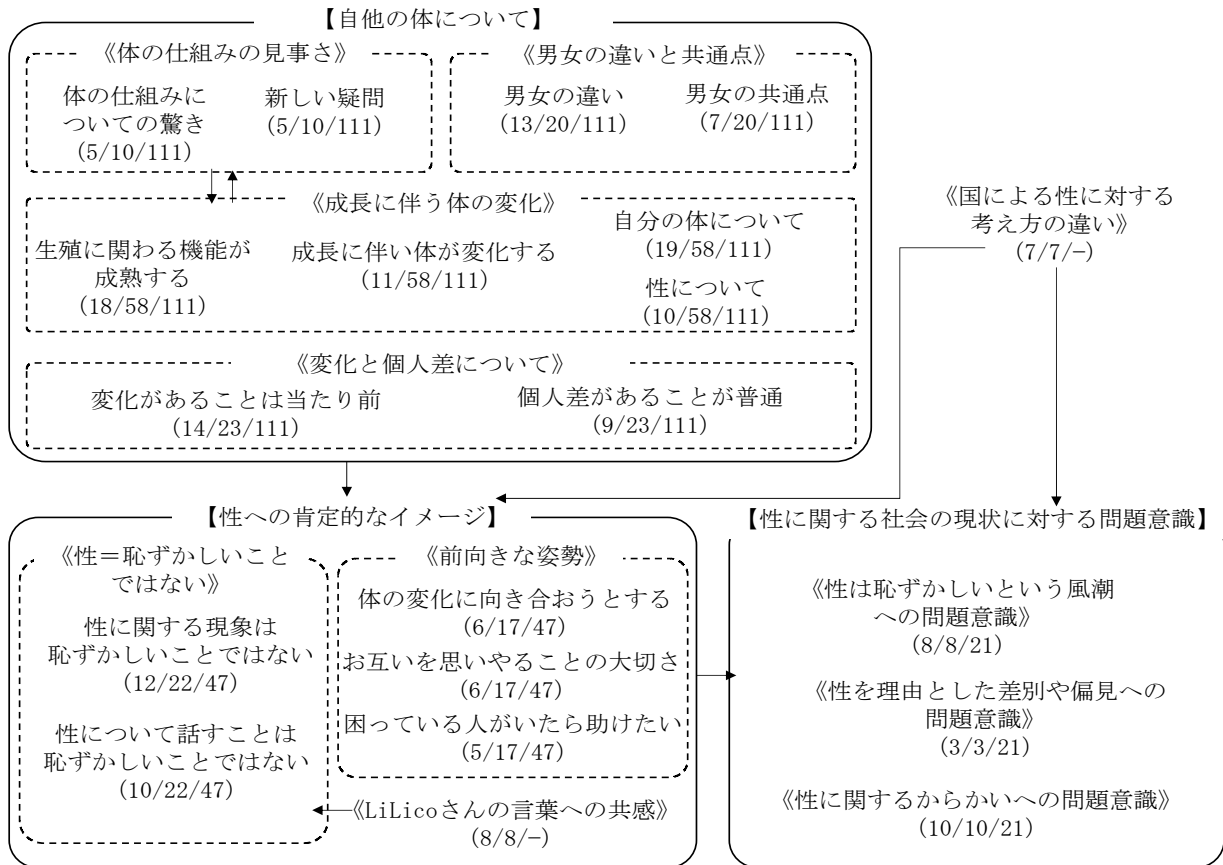 【自他の体について】
《体の仕組みの見事さ》
体の仕組みに
ついての驚き
(5/10/111)
新しい疑問
(5/10/111)
《男女の違いと共通点》
男女の違い
(13/20/111)
男女の共通点
(7/20/111)
《成長に伴う体の変化》
生殖に関わる機能が
成熟する
(18/58/111)
成長に伴い体が変化する
(11/58/111)
自分の体について
(19/58/111)
性について
(10/58/111)
《変化と個人差について》
変化があることは当たり前
(14/23/111)
個人差があることが普通
(9/23/111)
《国による性に対する
考え方の違い》
(7/7/−)
【性への肯定的なイメージ】
《性＝恥ずかしいこと
ではない》
性に関する現象は
恥ずかしいことではない
(12/22/47)
性について話すことは
恥ずかしいことではない
(10/22/47)
《前向きな姿勢》
体の変化に向き合おうとする
(6/17/47)
お互いを思いやることの大切さ
(6/17/47)
困っている人がいたら助けたい
(5/17/47)
《LiLicoさんの言葉への共感》
(8/8/−)
【性に関する社会の現状に対する問題意識】
《性は恥ずかしいという風潮
への問題意識》
(8/8/21)
《性を理由とした差別や偏見への
問題意識》
(3/3/21)
《性に関するからかいへの問題意識》
(10/10/21)